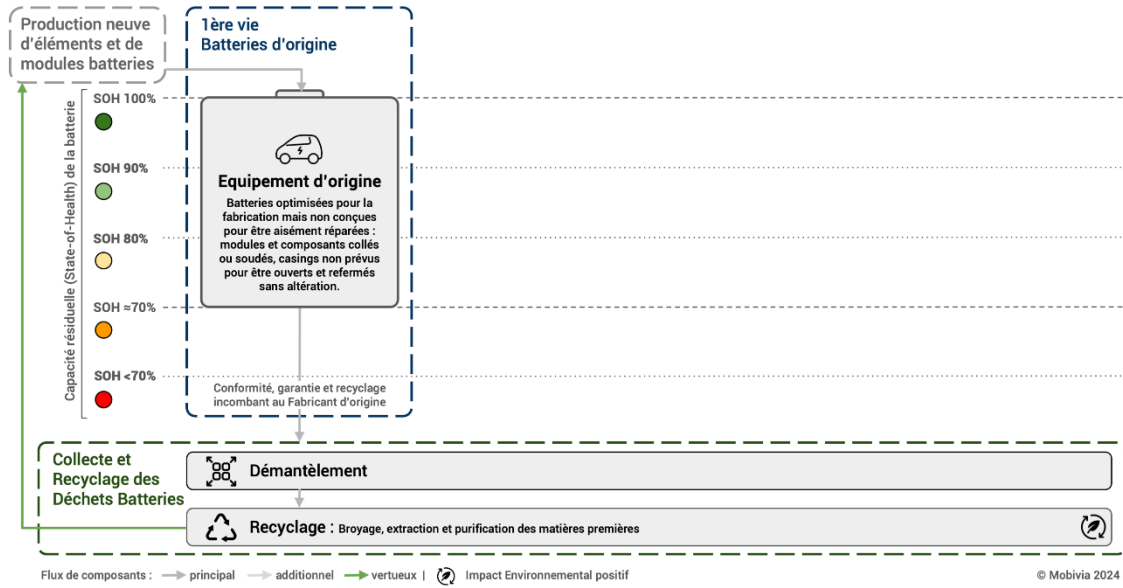 Production neuve
d'éléments et de
modules batteries
1ère vie
Batteries d'origine
Capacité résiduelle (State-of-Health) de la batterie
SOH 100%
SOH 90%
SOH 80%
SOH ≈70%
SOH <70%
Equipement d'origine
Batteries optimisées pour la
fabrication mais non conçues
pour être aisément réparées :
modules et composants collés
ou soudés, casings non prévus
pour être ouverts et refermés
sans altération.
Conformité, garantie et recyclage
incombant au Fabricant d'origine
Collecte et
Recyclage des
Déchets Batteries
Démantèlement
Recyclage : Broyage, extraction et purification des matières premières
Flux de composants : principal additionnel vertueux | Impact Environnemental positif
© Mobivia 2024